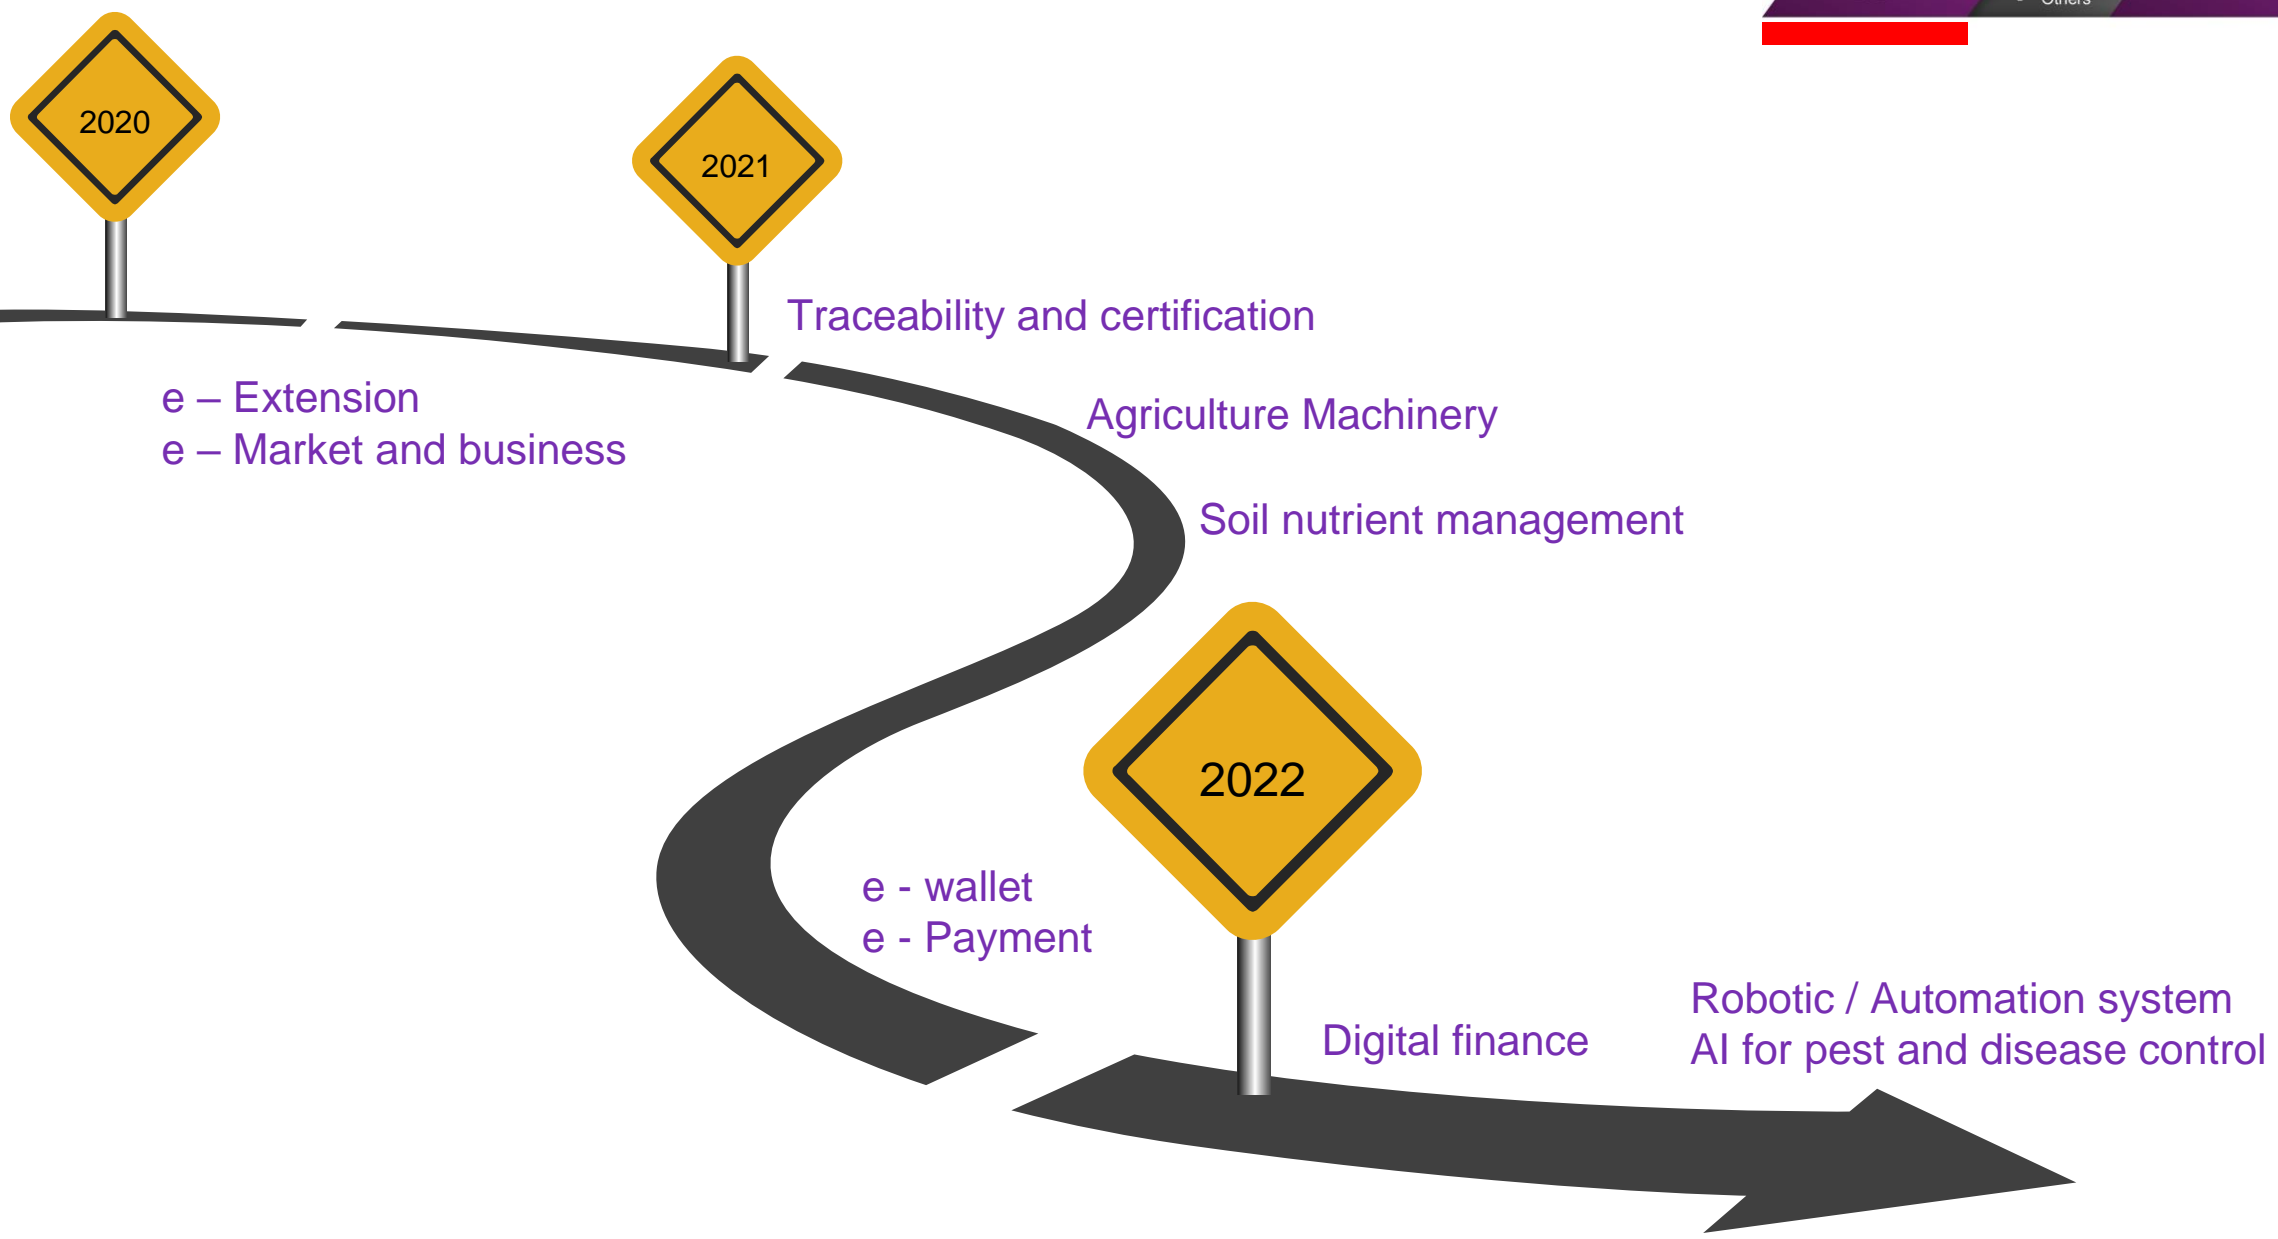 Others
2020
2021
Traceability and certification
e – Extension
e – Market and business
Agriculture Machinery
Soil nutrient management
2022
e - wallet
e - Payment
Digital finance
Robotic / Automation system
AI for pest and disease control